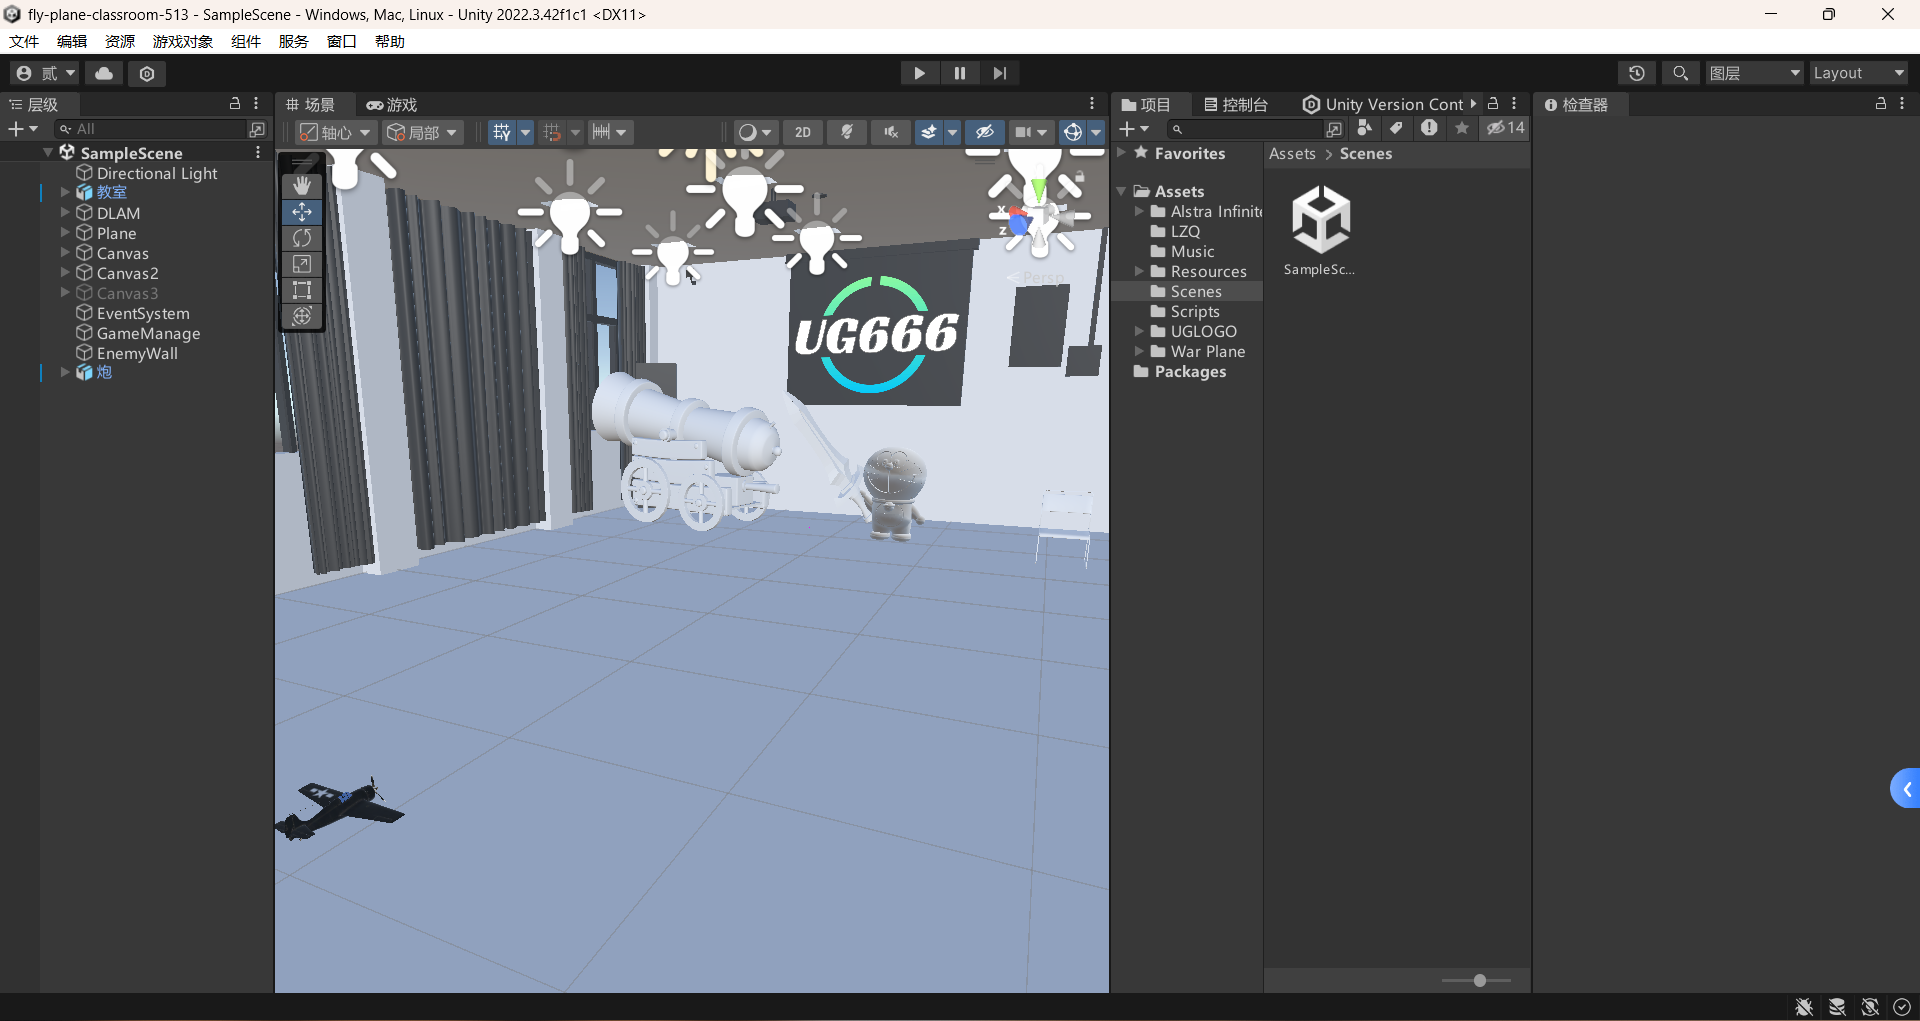 fly-plane-classroom-513 - SampleScene - Windows, Mac, Linux - Unity 2022.3.42f1c1 <DX11>
文件 编辑 资源 游戏对象 组件 服务 窗口 帮助
贰 图层 Layout
层级 场景 游戏 项目 控制台 Unity Version Cont 检查器
All 轴心 局部 2D 14
SampleScene
Directional Light
教室
DLAM
Plane
Canvas
Canvas2
Canvas3
EventSystem
GameManage
EnemyWall
炮
x
z
Persp
UG666
Favorites
Assets
Alstra Infinite
LZQ
Music
Resources
Scenes
Scripts
UGLOGO
War Plane
Packages
Assets > Scenes
SampleSc...